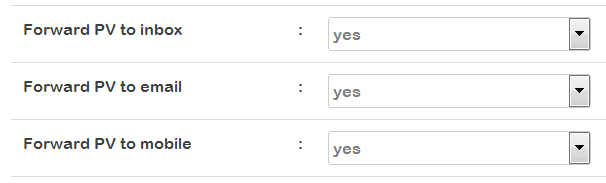 Forward PV to inbox : yes
Forward PV to email : yes
Forward PV to mobile : yes